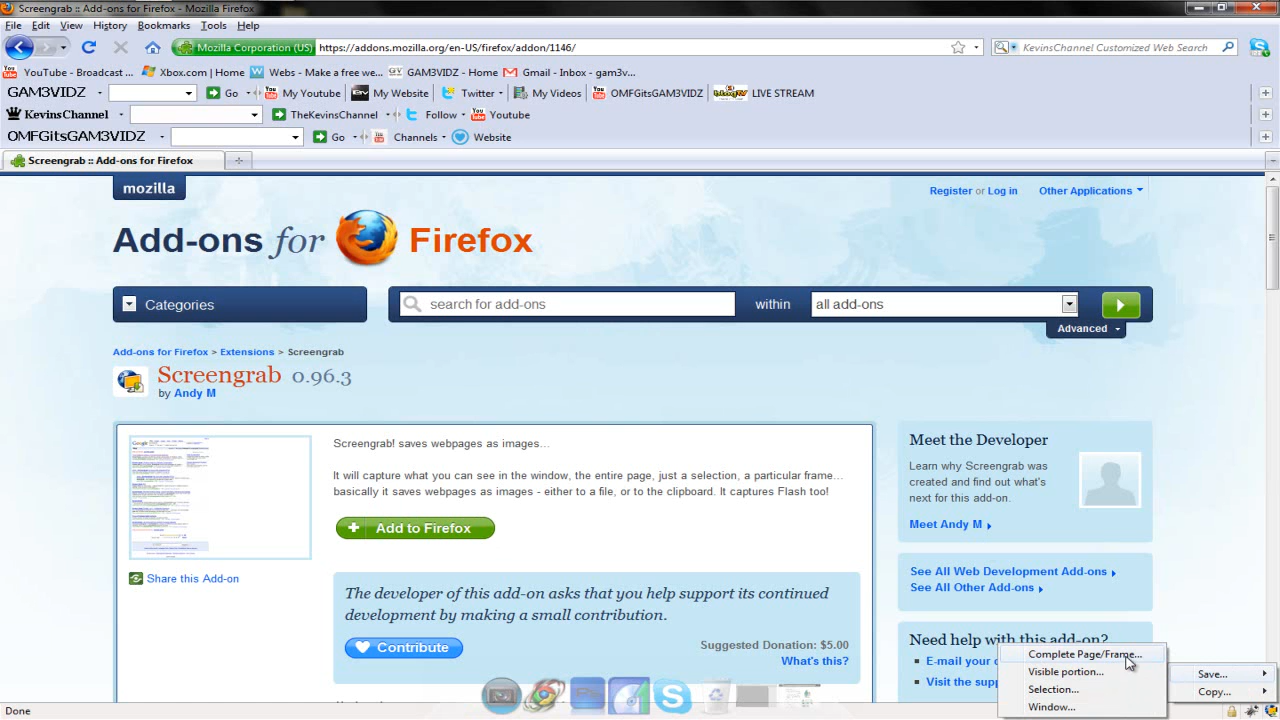 Screengrab :: Add-ons for Firefox - Mozilla Firefox
File Edit View History Bookmarks Tools Help
Mozilla Corporation (US) https://addons.mozilla.org/en-US/firefox/addon/1146/ KevinsChannel Customized Web Search
YouTube - Broadcast ... Xbox.com | Home Webs - Make a free we... GAM3VIDZ - Home Gmail - Inbox - gam3v...
GAM3VIDZ Go My Youtube My Website Twitter My Videos OMFGitsGAM3VIDZ LIVE STREAM
KevinsChannel TheKevinsChannel Follow Youtube
OMFGitsGAM3VIDZ Go Channels Website
Screengrab :: Add-ons for Firefox
mozilla
Register or Log in Other Applications
Add-ons for Firefox
Categories search for add-ons within all add-ons
Advanced
Add-ons for Firefox > Extensions > Screengrab
Screengrab 0.96.3
by Andy M
Screengrab! saves webpages as images...
It will capture what you can see in the window, the entire page, just a selection, a particular frame...
basically it saves webpages as images - either to a file, or to the clipboard. It captures Flash too!
Add to Firefox
Share this Add-on
The developer of this add-on asks that you help support its continued
development by making a small contribution.
Contribute
Suggested Donation: $5.00
What's this?
Meet the Developer
Learn why Screengrab was
created and find out what's
next for this add-on.
Meet Andy M
See All Web Development Add-ons
See All Other Add-ons
Need help with this add-on?
E-mail your
Visit the sup
Complete Page/Frame...
Visible portion...
Selection...
Window...
Save...
Copy...
Done